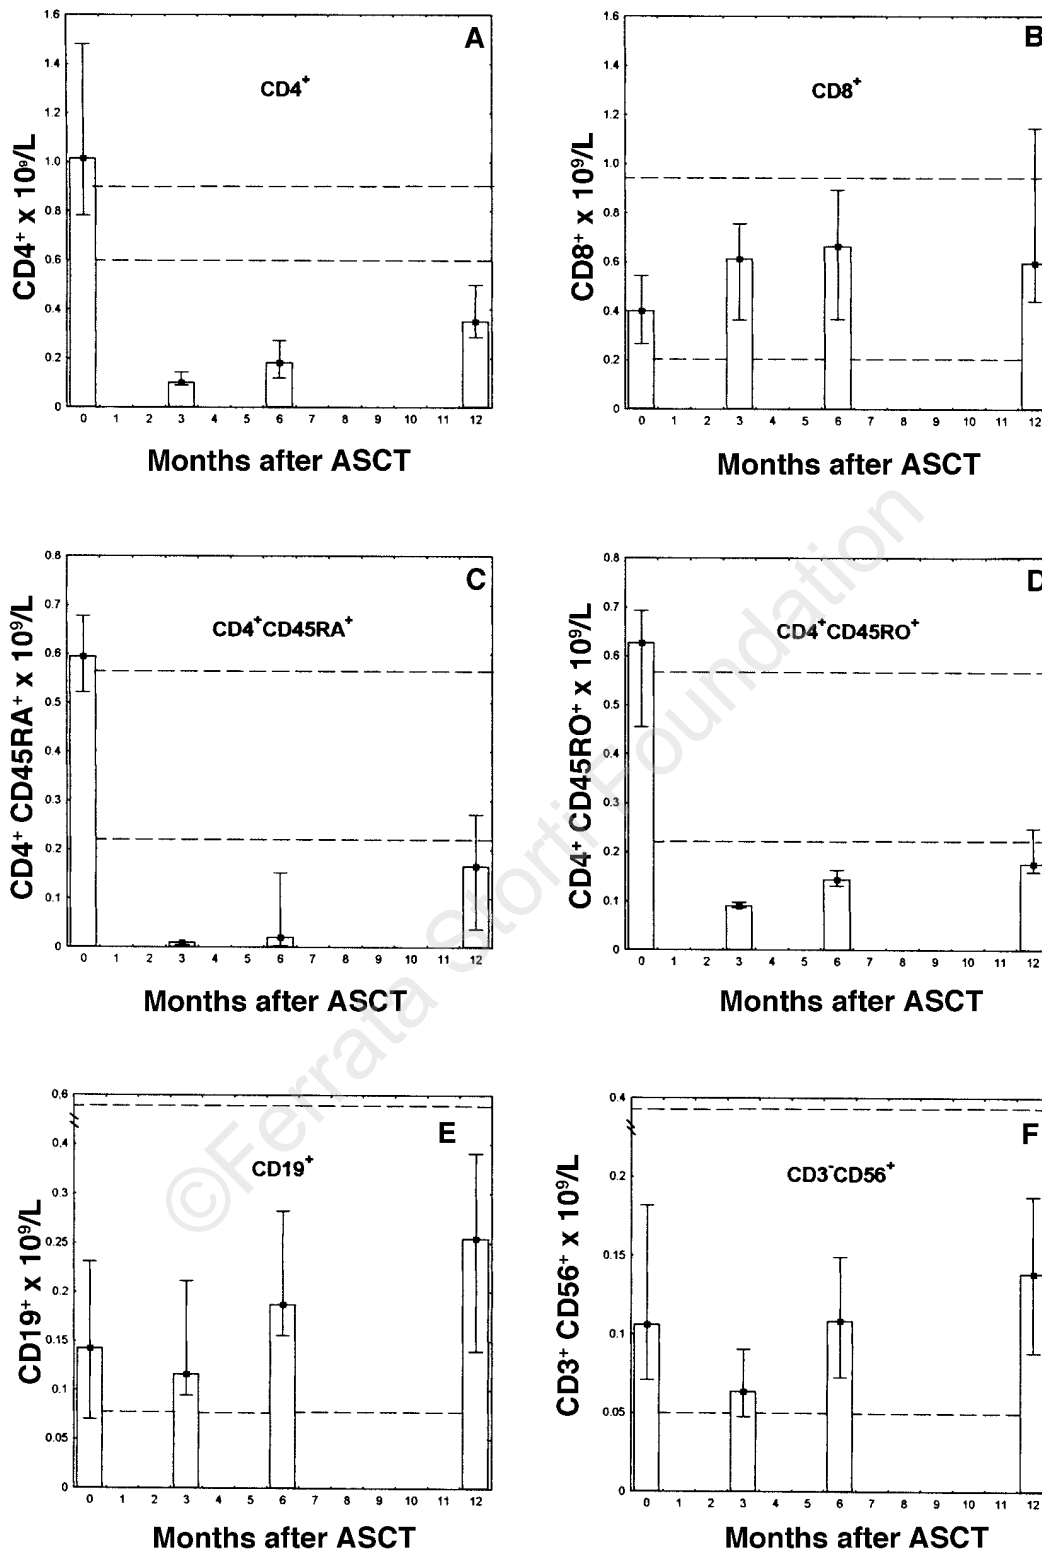 A
CD4⁺
CD4⁺ x 10⁹/L
1.6
1.4
1.2
1.0
0.8
0.6
0.4
0.2
0
0 1 2 3 4 5 6 7 8 9 10 11 12
Months after ASCT
B
CD8⁺
CD8⁺ x 10⁹/L
1.6
1.4
1.2
1.0
0.8
0.6
0.4
0.2
0
0 1 2 3 4 5 6 7 8 9 10 11 12
Months after ASCT
C
CD4⁺CD45RA⁺
CD4⁺ CD45RA⁺ x 10⁹/L
0.8
0.7
0.6
0.5
0.4
0.3
0.2
0.1
0
0 1 2 3 4 5 6 7 8 9 10 11 12
Months after ASCT
D
CD4⁺CD45RO⁺
CD4⁺ CD45RO⁺ x 10⁹/L
0.8
0.7
0.6
0.5
0.4
0.3
0.2
0.1
0
0 1 2 3 4 5 6 7 8 9 10 11 12
Months after ASCT
E
CD19⁺
CD19⁺ x 10⁹/L
0.6
0.4
0.3
0.25
0.2
0.15
0.1
0.05
0
0 1 2 3 4 5 6 7 8 9 10 11 12
Months after ASCT
F
CD3⁻CD56⁺
CD3⁺ CD56⁺ x 10⁹/L
0.4
0.2
0.15
0.1
0.05
0
0 1 2 3 4 5 6 7 8 9 10 11 12
Months after ASCT
©Ferrata Storti Foundation